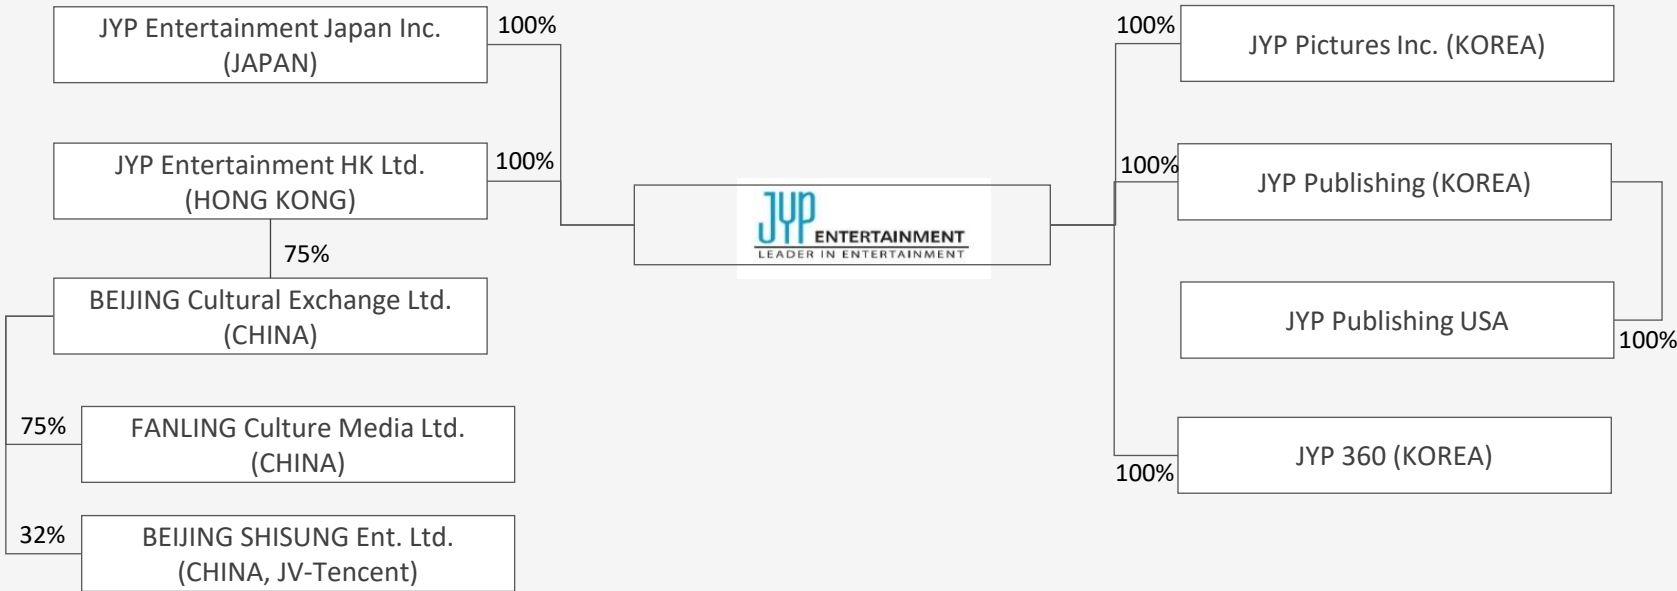 JYP Entertainment Japan Inc.
(JAPAN)
100%
JYP Entertainment HK Ltd.
(HONG KONG)
100%
75%
BEIJING Cultural Exchange Ltd.
(CHINA)
75%
FANLING Culture Media Ltd.
(CHINA)
32%
BEIJING SHISUNG Ent. Ltd.
(CHINA, JV-Tencent)
JYP ENTERTAINMENT
LEADER IN ENTERTAINMENT
100%
JYP Pictures Inc. (KOREA)
100%
JYP Publishing (KOREA)
JYP Publishing USA
100%
JYP 360 (KOREA)
100%